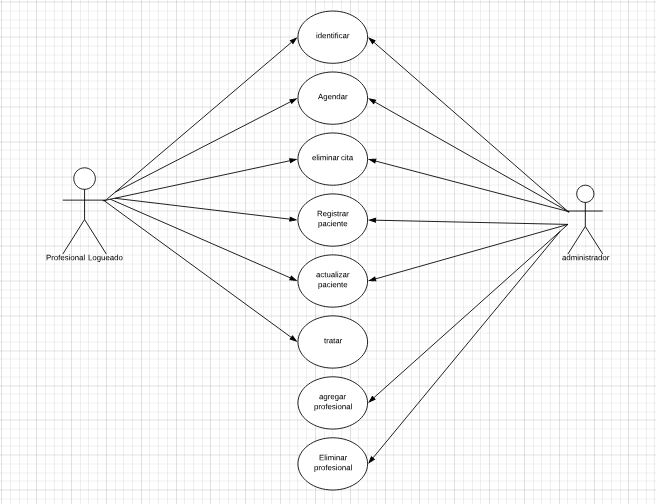 identificar
Agendar
eliminar cita
Registrar
paciente
actualizar
paciente
tratar
agregar
profesional
Eliminar
profesional
Profesional Logueado
administrador